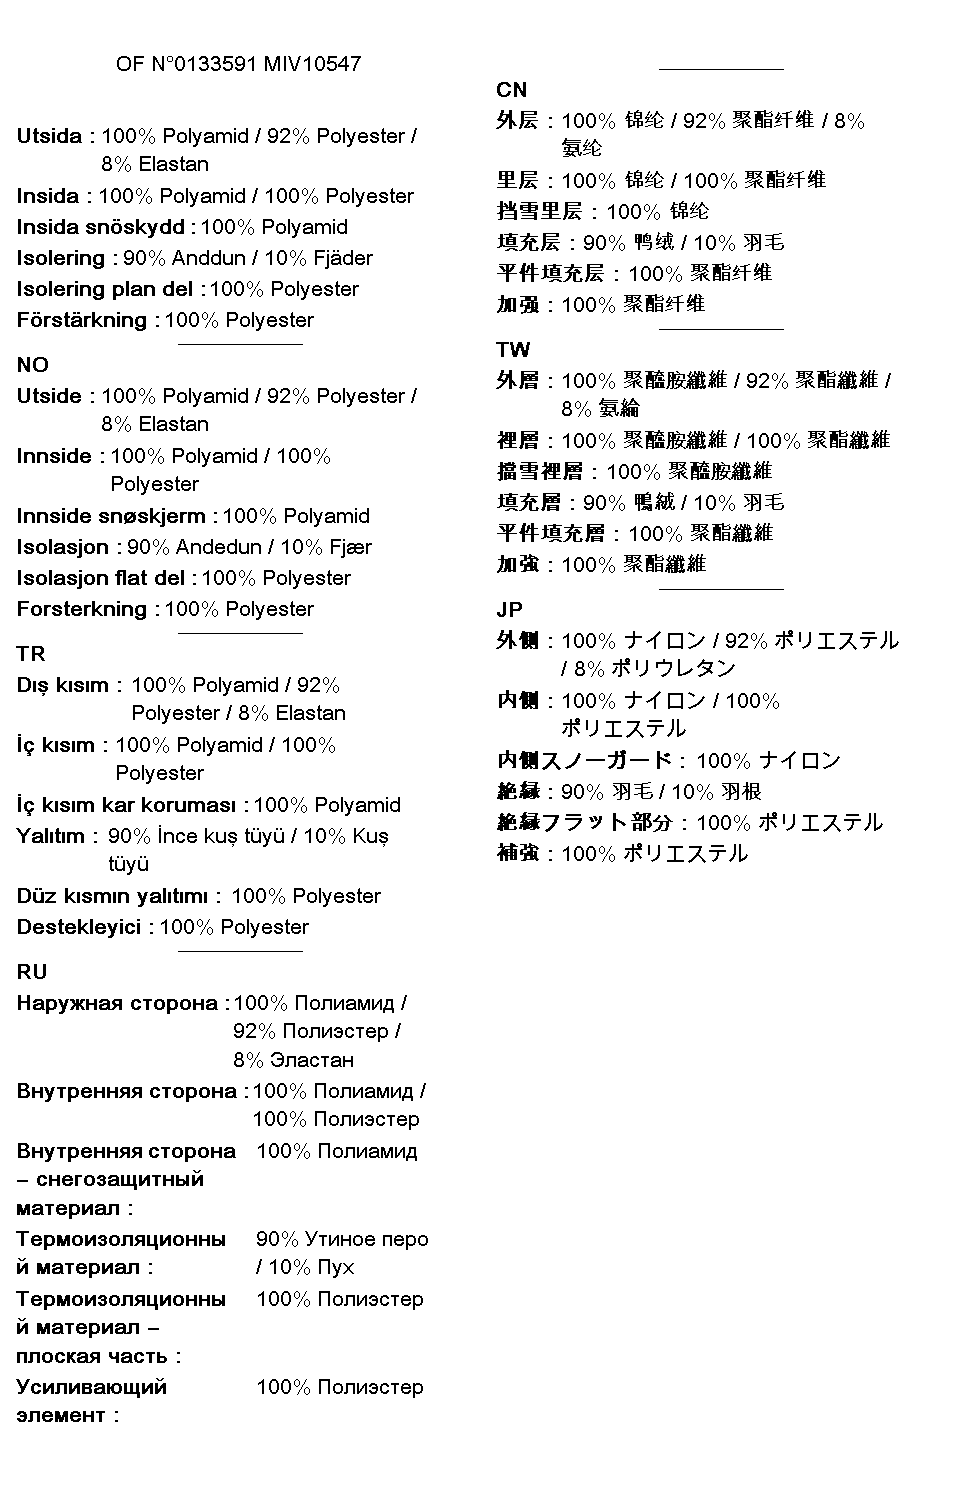 OF N°0133591 MIV10547
Utsida : 100% Polyamid / 92% Polyester /
8% Elastan
Insida : 100% Polyamid / 100% Polyester
Insida snöskydd : 100% Polyamid
Isolering : 90% Anddun / 10% Fjäder
Isolering plan del : 100% Polyester
Förstärkning : 100% Polyester
NO
Utside : 100% Polyamid / 92% Polyester /
8% Elastan
Innside : 100% Polyamid / 100%
Polyester
Innside snøskjerm : 100% Polyamid
Isolasjon : 90% Andedun / 10% Fjær
Isolasjon flat del : 100% Polyester
Forsterkning : 100% Polyester
TR
Dış kısım : 100% Polyamid / 92%
Polyester / 8% Elastan
İç kısım : 100% Polyamid / 100%
Polyester
İç kısım kar koruması : 100% Polyamid
Yalıtım : 90% İnce kuş tüyü / 10% Kuş
tüyü
Düz kısmın yalıtımı : 100% Polyester
Destekleyici : 100% Polyester
RU
Наружная сторона : 100% Полиамид /
92% Полиэстер /
8% Эластан
Внутренняя сторона : 100% Полиамид /
100% Полиэстер
Внутренняя сторона 100% Полиамид
– снегозащитный
материал :
Термоизоляционны 90% Утиное перо
й материал : / 10% Пух
Термоизоляционны 100% Полиэстер
й материал –
плоская часть :
Усиливающий 100% Полиэстер
элемент :
CN
外层 : 100% 锦纶 / 92% 聚酯纤维 / 8%
氨纶
里层 : 100% 锦纶 / 100% 聚酯纤维
挡雪里层 : 100% 锦纶
填充层 : 90% 鸭绒 / 10% 羽毛
平件填充层 : 100% 聚酯纤维
加强 : 100% 聚酯纤维
TW
外層 : 100% 聚醯胺纖維 / 92% 聚酯纖維 /
8% 氨綸
裡層 : 100% 聚醯胺纖維 / 100% 聚酯纖維
擋雪裡層 : 100% 聚醯胺纖維
填充層 : 90% 鴨絨 / 10% 羽毛
平件填充層 : 100% 聚酯纖維
加強 : 100% 聚酯纖維
JP
外側 : 100% ナイロン / 92% ポリエステル
/ 8% ポリウレタン
内側 : 100% ナイロン / 100%
ポリエステル
内側スノーガード : 100% ナイロン
絶縁 : 90% 羽毛 / 10% 羽根
絶縁フラット部分 : 100% ポリエステル
補強 : 100% ポリエステル